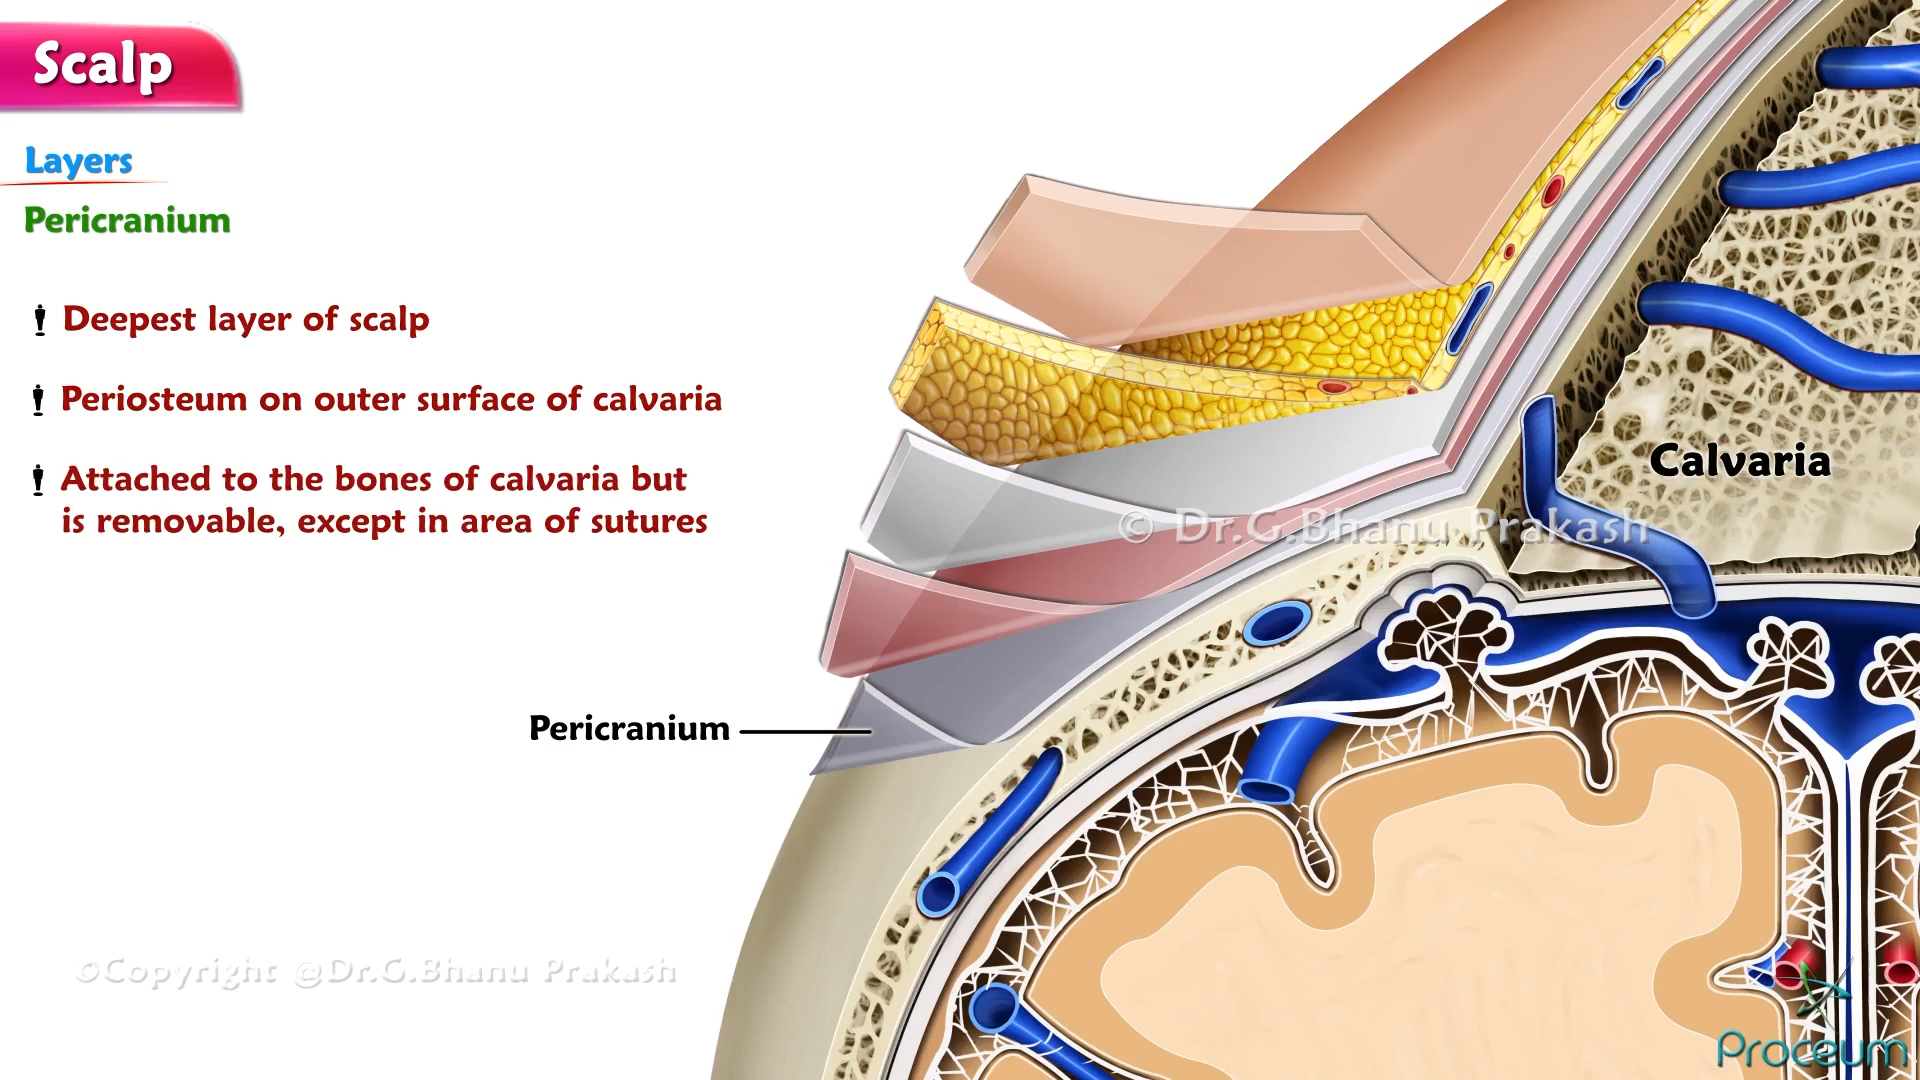 Scalp
Layers
Pericranium
Deepest layer of scalp
Periosteum on outer surface of calvaria
Attached to the bones of calvaria but
is removable, except in area of sutures
Calvaria
© Dr.G.Bhanu Prakash
Pericranium
©Copyright @Dr.G.Bhanu Prakash
Proceum